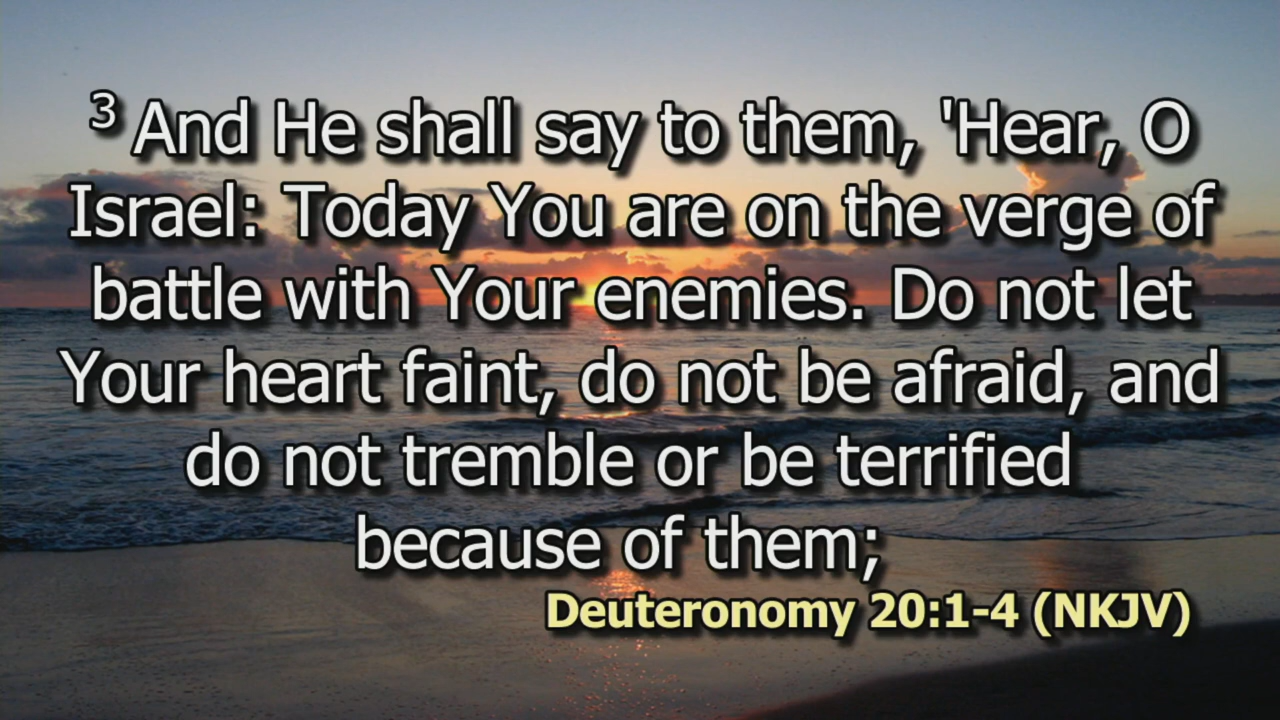 3 And He shall say to them, 'Hear, O
Israel: Today You are on the verge of
battle with Your enemies. Do not let
Your heart faint, do not be afraid, and
do not tremble or be terrified
because of them;
Deuteronomy 20:1-4 (NKJV)